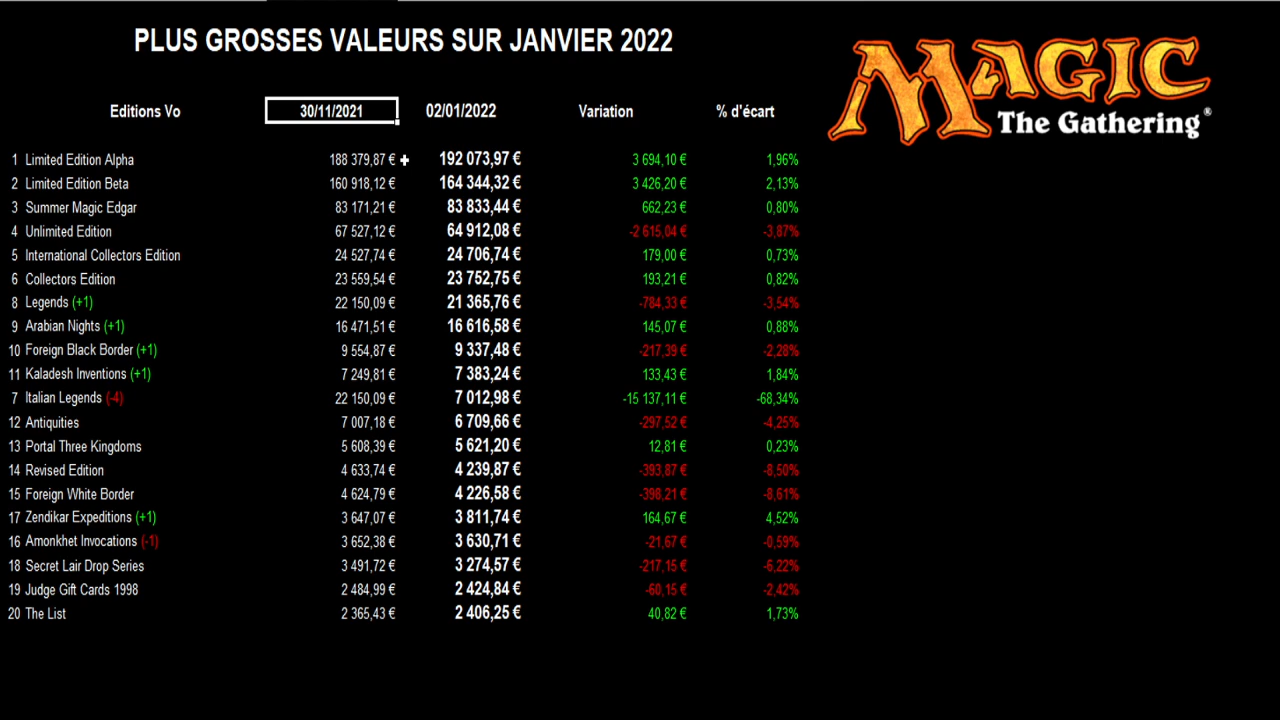 PLUS GROSSES VALEURS SUR JANVIER 2022
MAGIC
The Gathering®
Editions Vo 30/11/2021 02/01/2022 Variation % d'écart
1 Limited Edition Alpha 188 379,87 € 192 073,97 € 3 694,10 € 1,96%
2 Limited Edition Beta 160 918,12 € 164 344,32 € 3 426,20 € 2,13%
3 Summer Magic Edgar 83 171,21 € 83 833,44 € 662,23 € 0,80%
4 Unlimited Edition 67 527,12 € 64 912,08 € -2 615,04 € -3,87%
5 International Collectors Edition 24 527,74 € 24 706,74 € 179,00 € 0,73%
6 Collectors Edition 23 559,54 € 23 752,75 € 193,21 € 0,82%
8 Legends (+1) 22 150,09 € 21 365,76 € -784,33 € -3,54%
9 Arabian Nights (+1) 16 471,51 € 16 616,58 € 145,07 € 0,88%
10 Foreign Black Border (+1) 9 554,87 € 9 337,48 € -217,39 € -2,28%
11 Kaladesh Inventions (+1) 7 249,81 € 7 383,24 € 133,43 € 1,84%
7 Italian Legends (-4) 22 150,09 € 7 012,98 € -15 137,11 € -68,34%
12 Antiquities 7 007,18 € 6 709,66 € -297,52 € -4,25%
13 Portal Three Kingdoms 5 608,39 € 5 621,20 € 12,81 € 0,23%
14 Revised Edition 4 633,74 € 4 239,87 € -393,87 € -8,50%
15 Foreign White Border 4 624,79 € 4 226,58 € -398,21 € -8,61%
17 Zendikar Expeditions (+1) 3 647,07 € 3 811,74 € 164,67 € 4,52%
16 Amonkhet Invocations (-1) 3 652,38 € 3 630,71 € -21,67 € -0,59%
18 Secret Lair Drop Series 3 491,72 € 3 274,57 € -217,15 € -6,22%
19 Judge Gift Cards 1998 2 484,99 € 2 424,84 € -60,15 € -2,42%
20 The List 2 365,43 € 2 406,25 € 40,82 € 1,73%